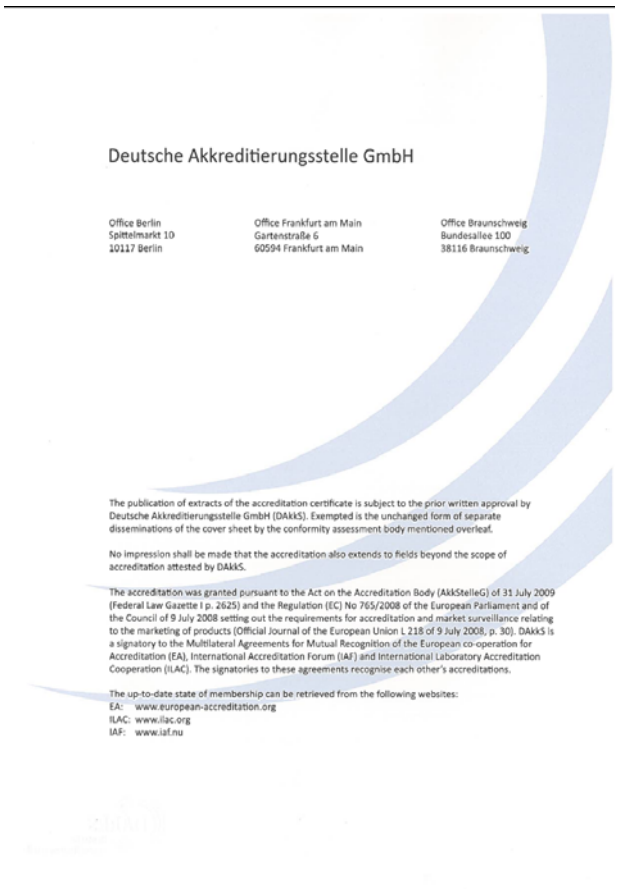 Deutsche Akkreditierungsstelle GmbH
Office Berlin
Spittelmarkt 10
10117 Berlin
Office Frankfurt am Main
Gartenstraße 6
60594 Frankfurt am Main
Office Braunschweig
Bundesallee 100
38116 Braunschweig
The publication of extracts of the accreditation certificate is subject to the prior written approval by
Deutsche Akkreditierungsstelle GmbH (DAkkS). Exempted is the unchanged form of separate
disseminations of the cover sheet by the conformity assessment body mentioned overleaf.
No impression shall be made that the accreditation also extends to fields beyond the scope of
accreditation attested by DAkkS.
The accreditation was granted pursuant to the Act on the Accreditation Body (AkkStelleG) of 31 July 2009
(Federal Law Gazette I p. 2625) and the Regulation (EC) No 765/2008 of the European Parliament and of
the Council of 9 July 2008 setting out the requirements for accreditation and market surveillance relating
to the marketing of products (Official Journal of the European Union L 218 of 9 July 2008, p. 30). DAkkS is
a signatory to the Multilateral Agreements for Mutual Recognition of the European co-operation for
Accreditation (EA), International Accreditation Forum (IAF) and International Laboratory Accreditation
Cooperation (ILAC). The signatories to these agreements recognise each other's accreditations.
The up-to-date state of membership can be retrieved from the following websites:
EA: www.european-accreditation.org
ILAC: www.ilac.org
IAF: www.iaf.nu